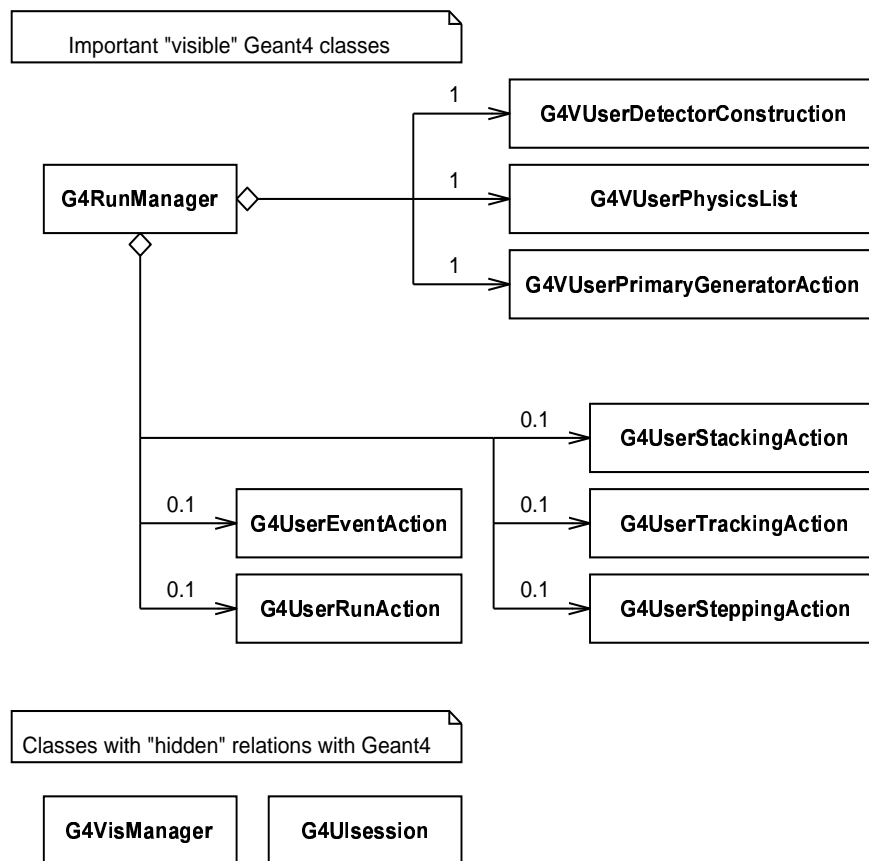 Important "visible" Geant4 classes
1
G4VUserDetectorConstruction
G4RunManager
1
G4VUserPhysicsList
1
G4VUserPrimaryGeneratorAction
0.1
G4UserStackingAction
0.1
G4UserEventAction
0.1
G4UserTrackingAction
0.1
G4UserRunAction
0.1
G4UserSteppingAction
Classes with "hidden" relations with Geant4
G4VisManager
G4UIsession